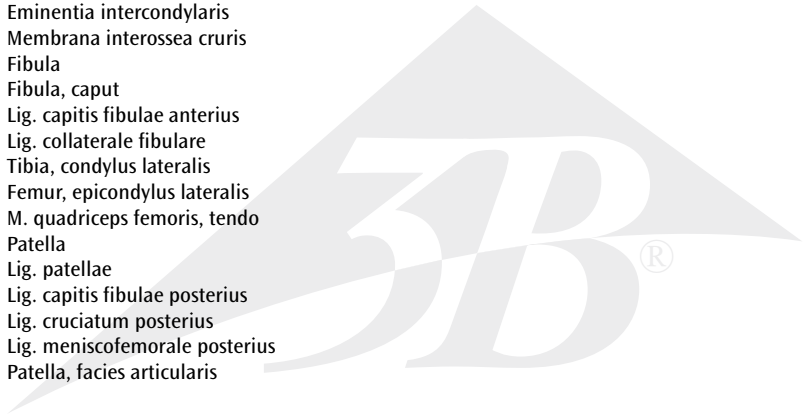 Eminentia intercondylaris
Membrana interossea cruris
Fibula
Fibula, caput
Lig. capitis fibulae anterius
Lig. collaterale fibulare
Tibia, condylus lateralis
Femur, epicondylus lateralis
M. quadriceps femoris, tendo
Patella
Lig. patellae
Lig. capitis fibulae posterius
Lig. cruciatum posterius
Lig. meniscofemorale posterius
Patella, facies articularis
3B
®